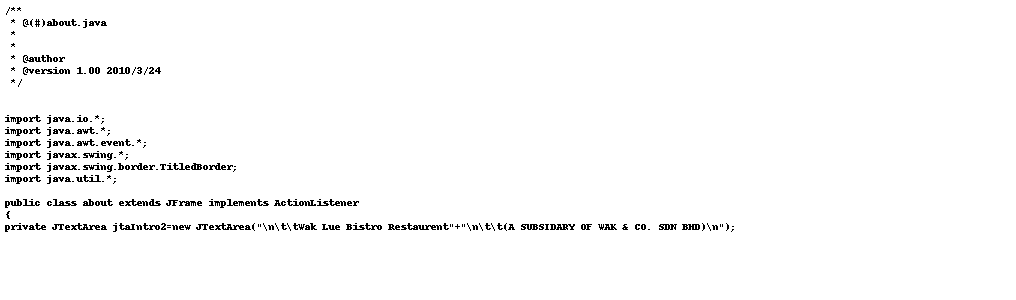 /**
 * @(#)about.java
 *
 *
 * @author
 * @version 1.00 2010/3/24
 */
import java.io.*;
import java.awt.*;
import java.awt.event.*;
import javax.swing.*;
import javax.swing.border.TitledBorder;
import java.util.*;
public class about extends JFrame implements ActionListener
{
private JTextArea jtaIntro2=new JTextArea("\n\t\tWak Lue Bistro Restaurent"+"\n\t\t(A SUBSIDARY OF WAK & CO. SDN BHD)\n");